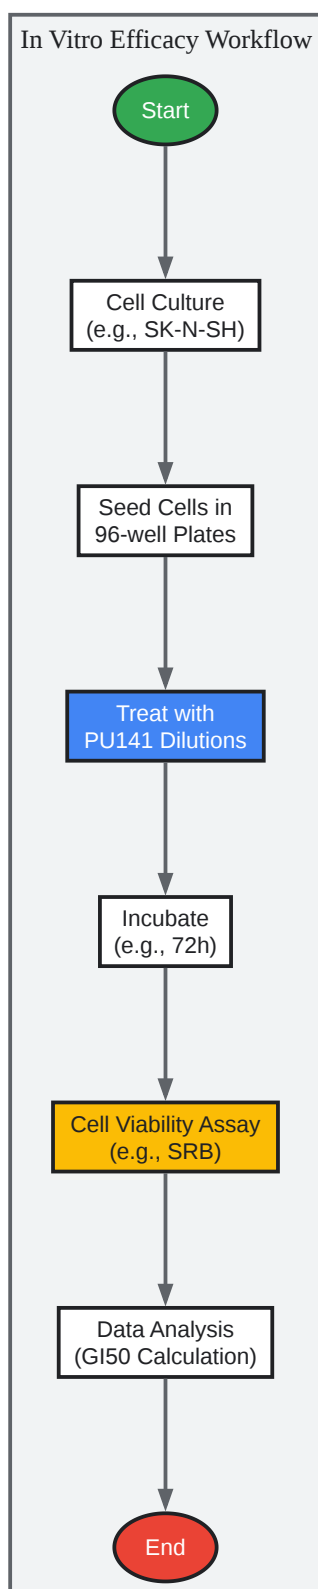 In Vitro Efficacy Workflow
Start
Cell Culture
(e.g., SK-N-SH)
Seed Cells in
96-well Plates
Treat with
PU141 Dilutions
Incubate
(e.g., 72h)
Cell Viability Assay
(e.g., SRB)
Data Analysis
(GI50 Calculation)
End